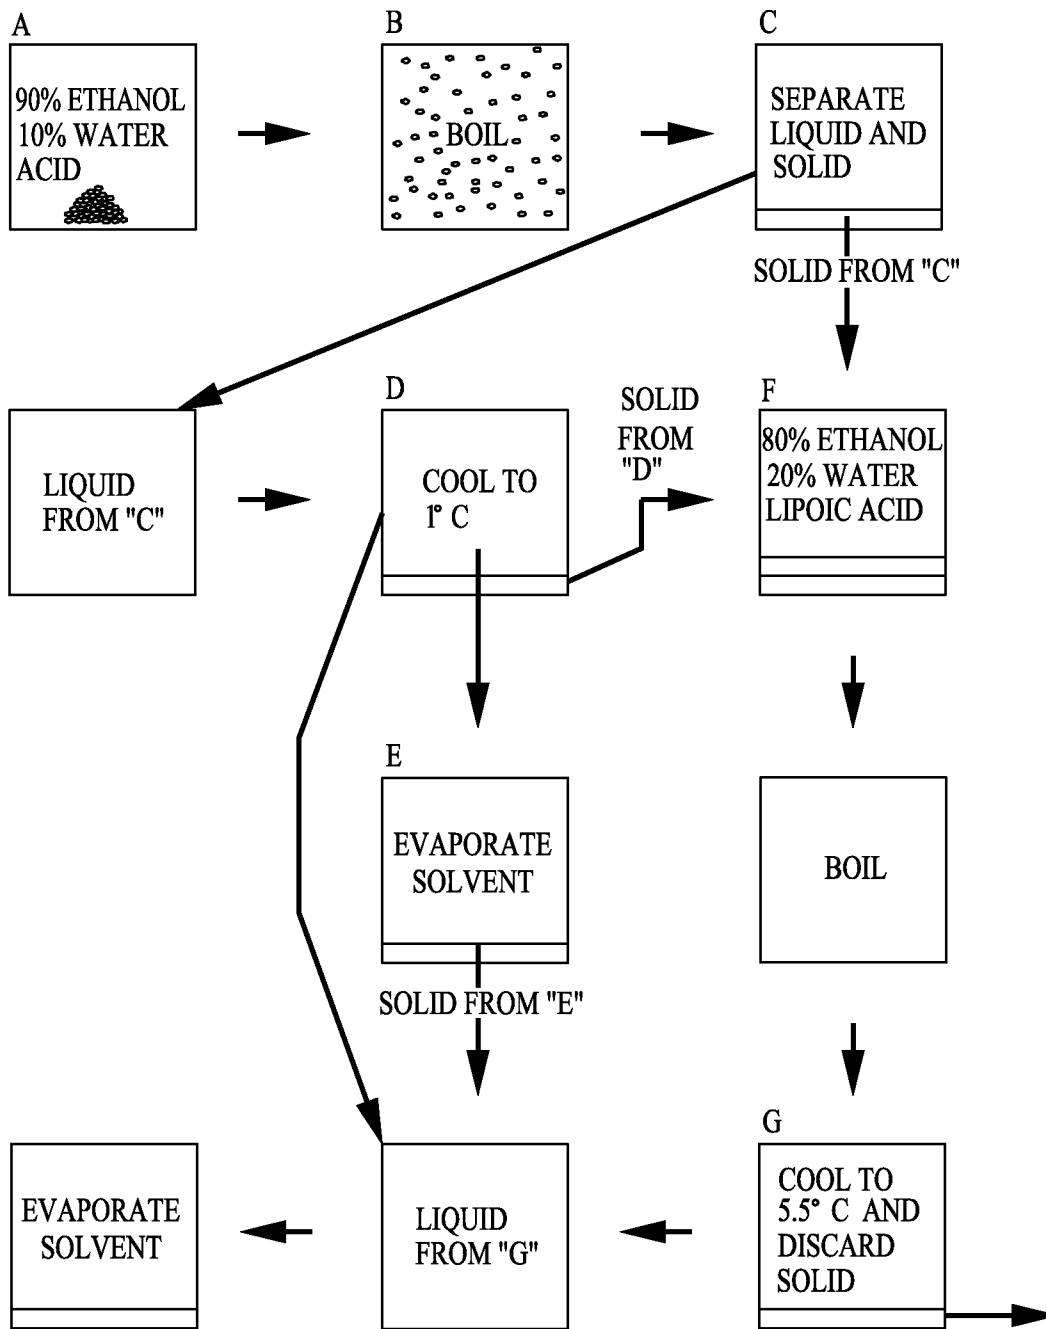 A
B
C
90% ETHANOL
10% WATER
ACID
BOIL
SEPARATE
LIQUID AND
SOLID
SOLID FROM "C"
D
SOLID
FROM
"D"
F
LIQUID
FROM "C"
COOL TO
1° C
80% ETHANOL
20% WATER
LIPOIC ACID
E
EVAPORATE
SOLVENT
BOIL
SOLID FROM "E"
G
EVAPORATE
SOLVENT
LIQUID
FROM "G"
COOL TO
5.5° C AND
DISCARD
SOLID